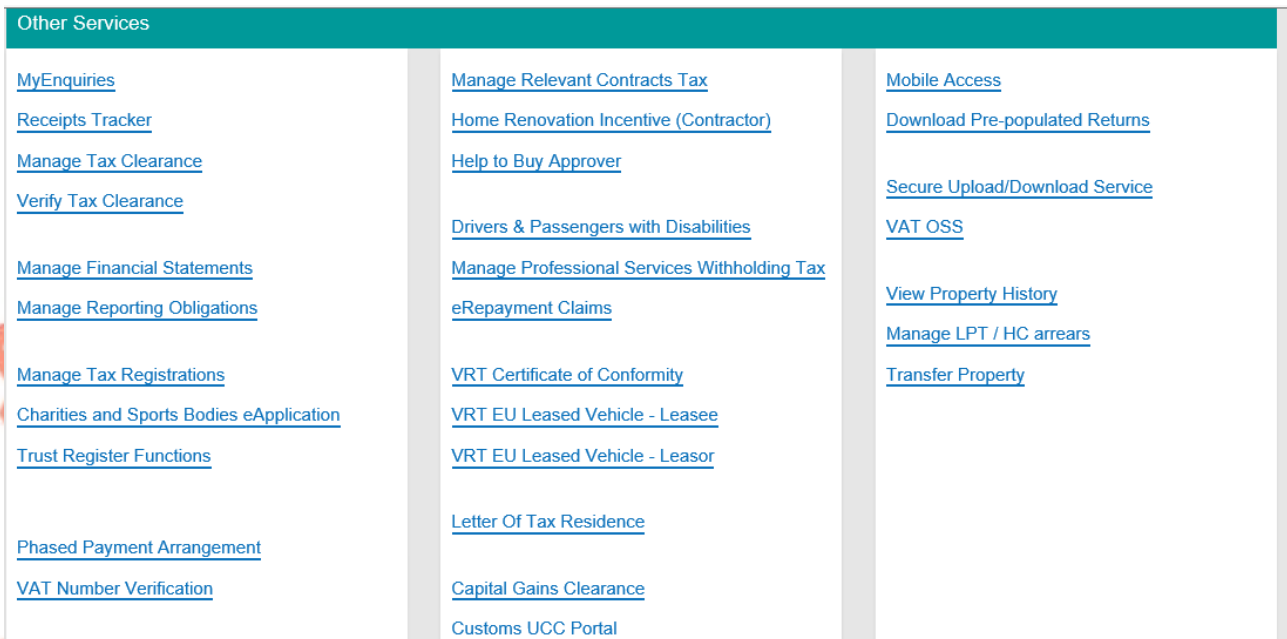 Other Services
MyEnquiries
Receipts Tracker
Manage Tax Clearance
Verify Tax Clearance
Manage Financial Statements
Manage Reporting Obligations
Manage Tax Registrations
Charities and Sports Bodies eApplication
Trust Register Functions
Phased Payment Arrangement
VAT Number Verification
Manage Relevant Contracts Tax
Home Renovation Incentive (Contractor)
Help to Buy Approver
Drivers & Passengers with Disabilities
Manage Professional Services Withholding Tax
eRepayment Claims
VRT Certificate of Conformity
VRT EU Leased Vehicle - Leasee
VRT EU Leased Vehicle - Leasor
Letter Of Tax Residence
Capital Gains Clearance
Customs UCC Portal
Mobile Access
Download Pre-populated Returns
Secure Upload/Download Service
VAT OSS
View Property History
Manage LPT / HC arrears
Transfer Property